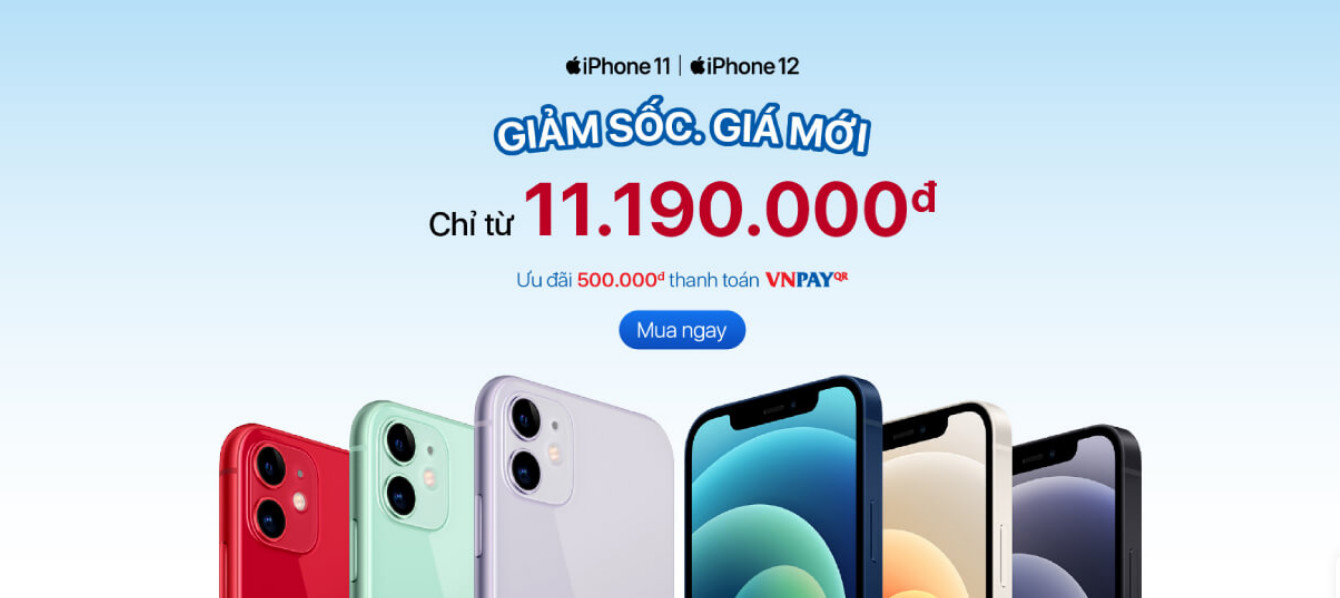 iPhone 11 | iPhone 12
GIẢM SỐC. GIÁ MỚI
Chỉ từ 11.190.000đ
Ưu đãi 500.000đ thanh toán VNPAYQR
Mua ngay